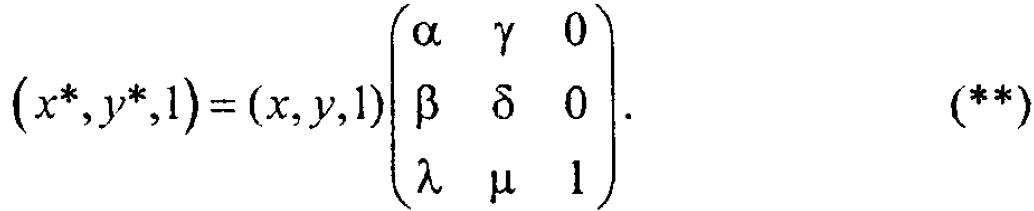 α γ 0
(x*, y*, 1) = (x, y, 1) β δ 0 . (**)
λ μ 1